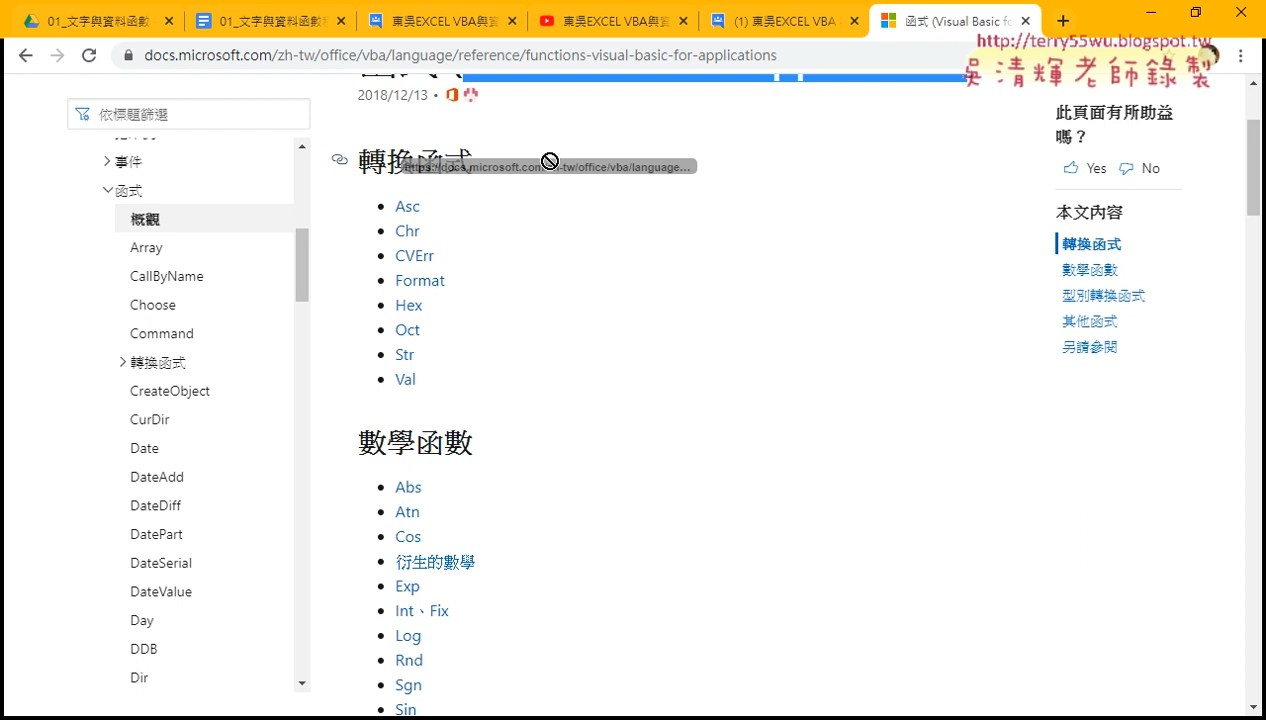 01_文字與資料函數
01_文字與資料函數
東吳EXCEL VBA與
東吳EXCEL VBA與
(1) 東吳EXCEL VBA
函式 (Visual Basic fo
docs.microsoft.com/zh-tw/office/vba/language/reference/functions-visual-basic-for-applications
http://terry55wu.blogspot.tw
吳清輝老師錄製
2018/12/13 •
依標題篩選
事件
函式
概觀
Array
CallByName
Choose
Command
轉換函式
CreateObject
CurDir
Date
DateAdd
DateDiff
DatePart
DateSerial
DateValue
Day
DDB
Dir
轉換函式
Asc
Chr
CVErr
Format
Hex
Oct
Str
Val
數學函數
Abs
Atn
Cos
衍生的數學
Exp
Int、Fix
Log
Rnd
Sgn
Sin
此頁面有所助益
嗎？
Yes
No
本文內容
轉換函式
數學函數
型別轉換函式
其他函式
另請參閱